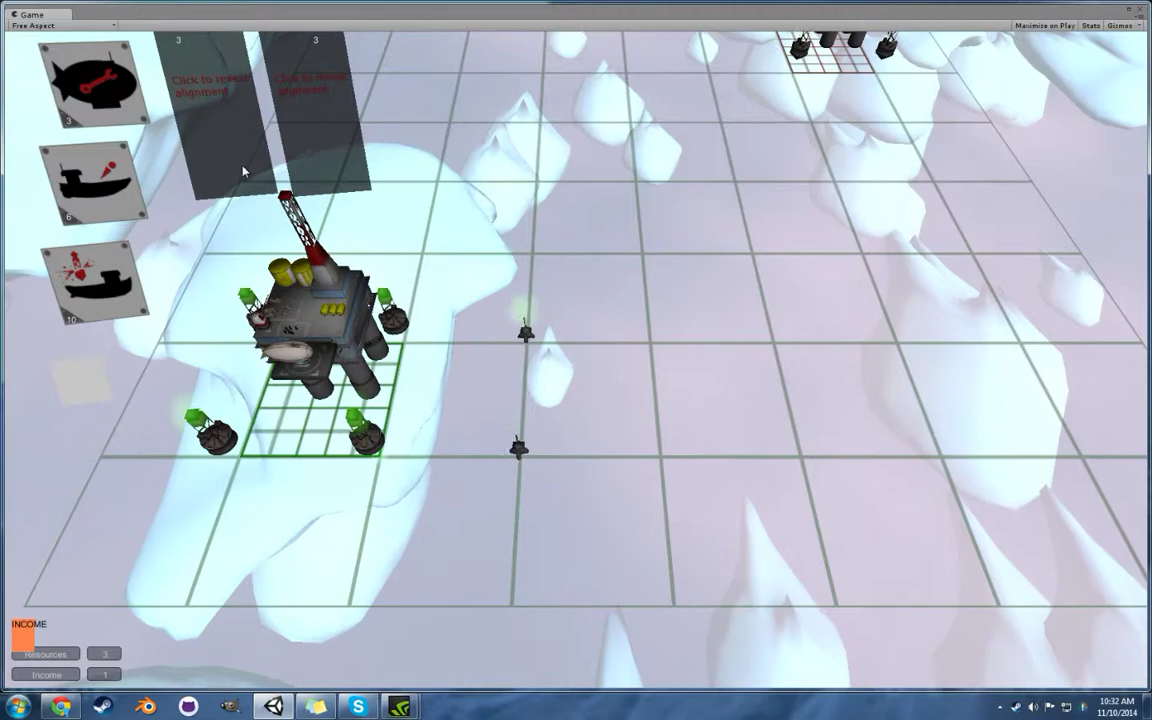 Game
Free Aspect
Maximize on Play Stats Gizmos
3
3
Click to reveal
alignment
Click to reveal
alignment
3
6
10
INCOME
Resources 3
Income 1
10:32 AM
11/10/2014